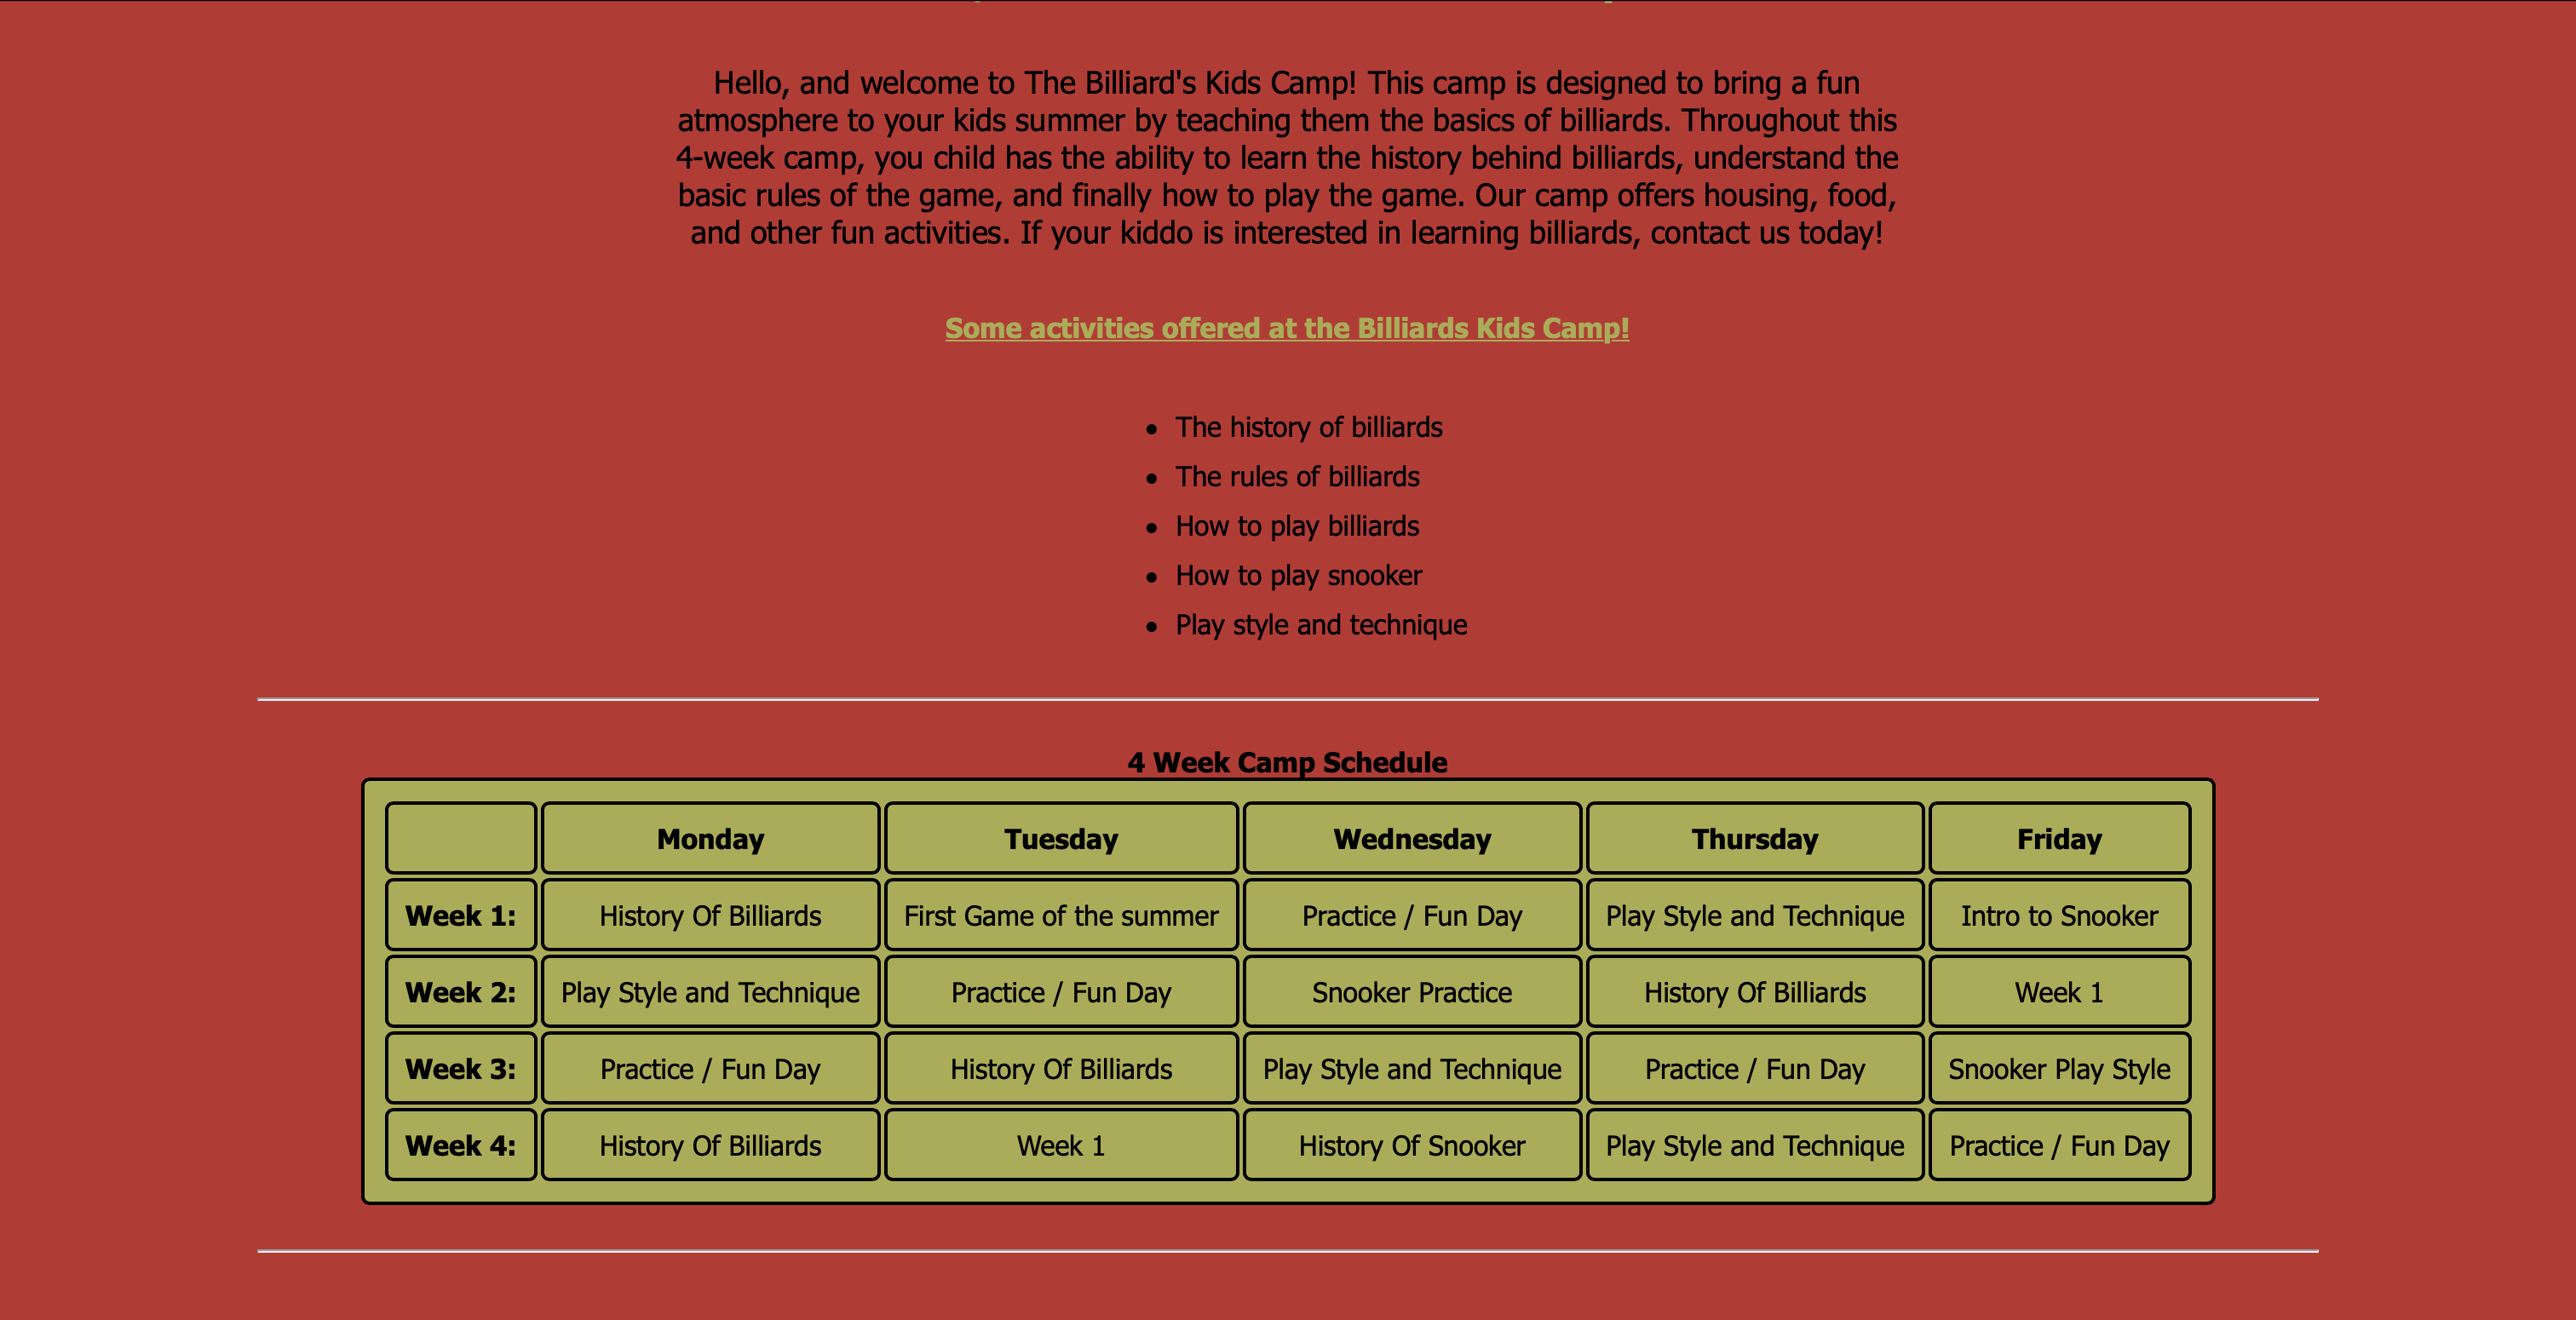 Hello, and welcome to The Billiard's Kids Camp! This camp is designed to bring a fun
atmosphere to your kids summer by teaching them the basics of billiards. Throughout this
4-week camp, you child has the ability to learn the history behind billiards, understand the
basic rules of the game, and finally how to play the game. Our camp offers housing, food,
and other fun activities. If your kiddo is interested in learning billiards, contact us today!
Some activities offered at the Billiards Kids Camp!
• The history of billiards
• The rules of billiards
• How to play billiards
• How to play snooker
• Play style and technique
4 Week Camp Schedule
Monday Tuesday Wednesday Thursday Friday
Week 1: History Of Billiards First Game of the summer Practice / Fun Day Play Style and Technique Intro to Snooker
Week 2: Play Style and Technique Practice / Fun Day Snooker Practice History Of Billiards Week 1
Week 3: Practice / Fun Day History Of Billiards Play Style and Technique Practice / Fun Day Snooker Play Style
Week 4: History Of Billiards Week 1 History Of Snooker Play Style and Technique Practice / Fun Day